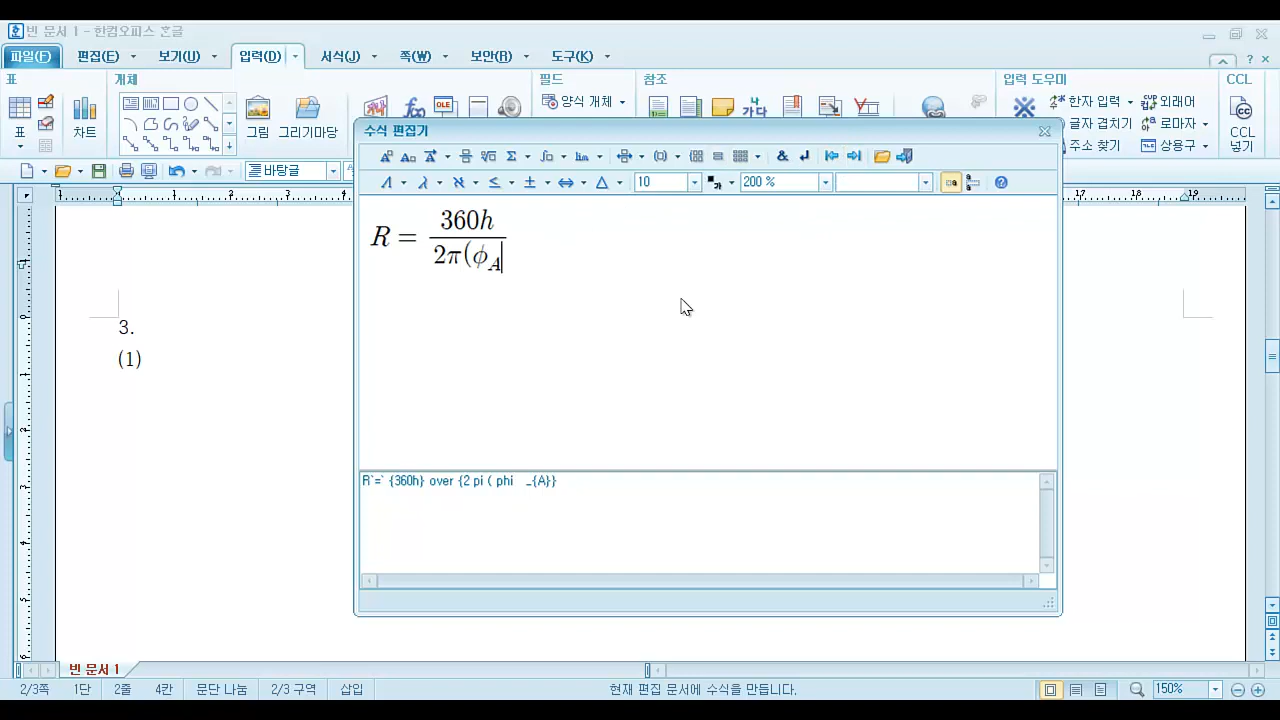 빈 문서 1 - 한컴오피스 흔글
파일(F) 편집(E) 보기(U) 입력(D) 서식(J) 쪽(W) 보안(R) 도구(K)
표 개체 필드 참조 입력 도우미 CCL
표 차트 그림 그리기마당 OLE 양식 개체 한자 입력 외래어
글자 겹치기 로마자
주소 찾기 상용구
CCL 넣기
바탕글
수식 편집기
10 200 %
R = 360h / 2π(ϕ_A
3.
(1)
R`=` {360h} over {2 pi ( phi _{A}}
빈 문서 1
2/3쪽 1단 2줄 4칸 문단 나눔 2/3 구역 삽입 현재 편집 문서에 수식을 만듭니다. 150%